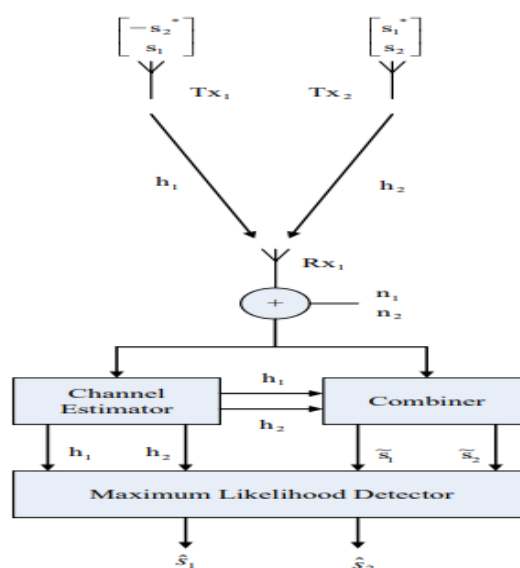 [-s₂* s₁] [s₁* s₂]
Tx₁ Tx₂
h₁ h₂
Rx₁
+ n₁
n₂
Channel Estimator h₁ h₂ Combiner
h₁ h₂ s̃₁ s̃₂
Maximum Likelihood Detector
ŝ₁ ŝ₂